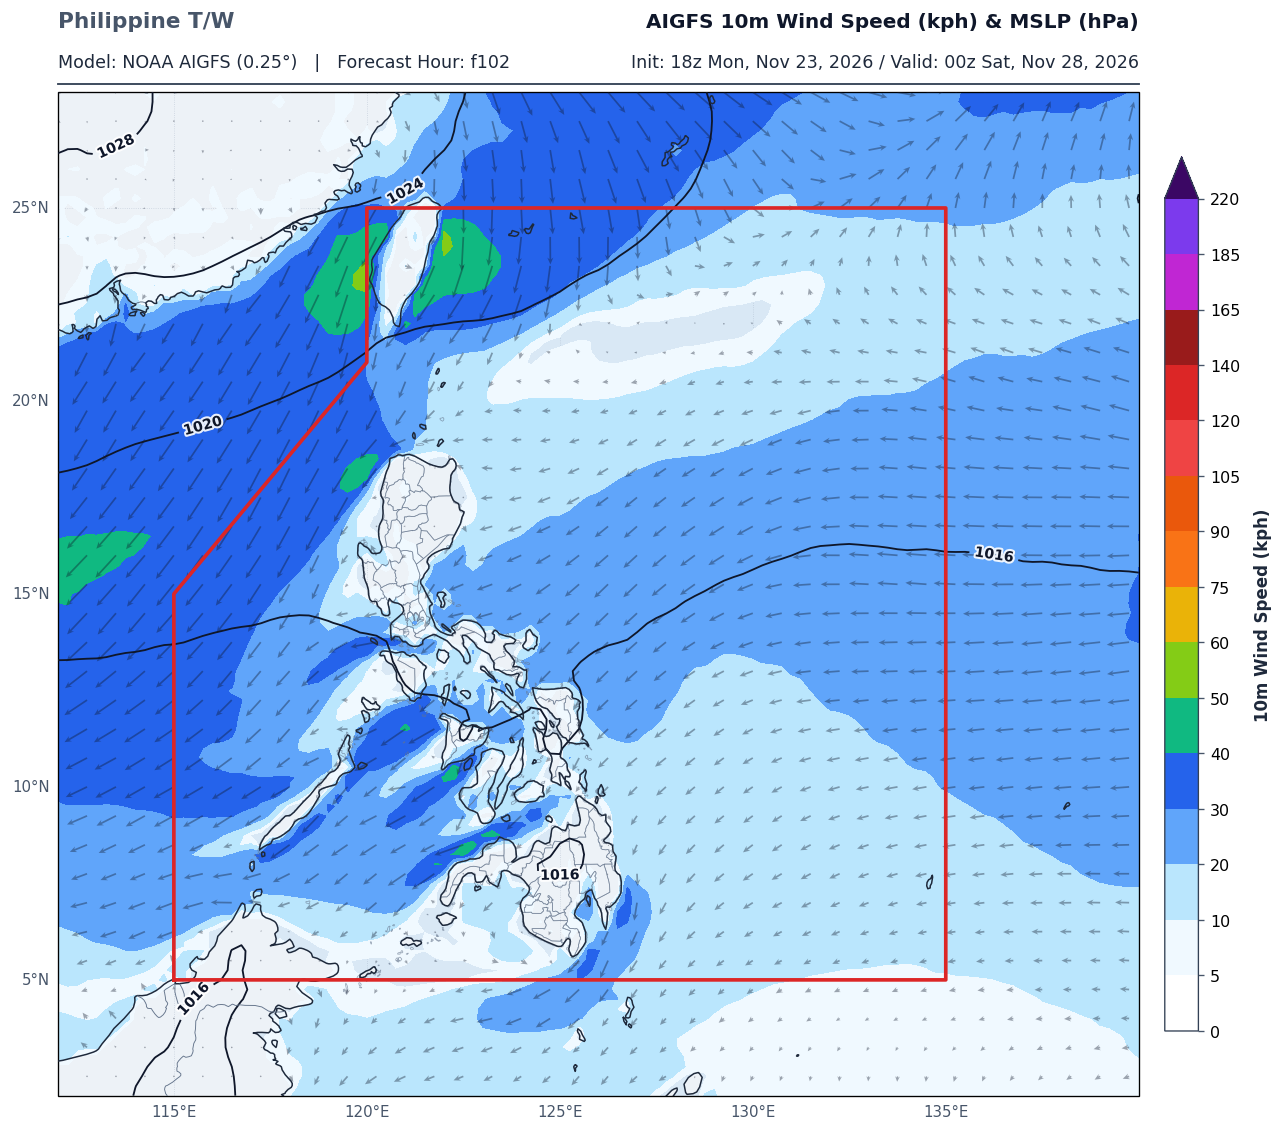 Philippine T/W
AIGFS 10m Wind Speed (kph) & MSLP (hPa)
Model: NOAA AIGFS (0.25°) | Forecast Hour: f102
Init: 18z Mon, Nov 23, 2026 / Valid: 00z Sat, Nov 28, 2026
1028
1024
1020
1016
1016
1016
25°N
20°N
15°N
10°N
5°N
115°E
120°E
125°E
130°E
135°E
220
185
165
140
120
105
90
75
60
50
40
30
20
10
5
0
10m Wind Speed (kph)